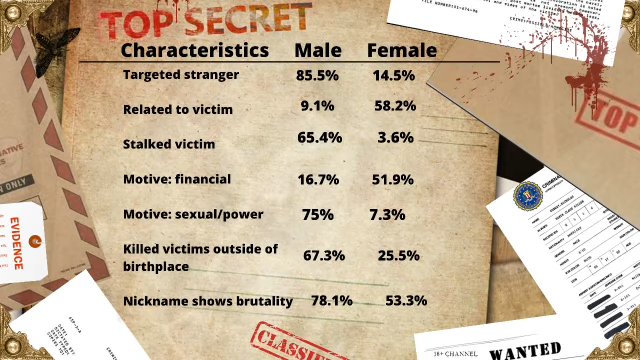 TOP SECRET
Characteristics Male Female
Targeted stranger 85.5% 14.5%
Related to victim 9.1% 58.2%
Stalked victim 65.4% 3.6%
Motive: financial 16.7% 51.9%
Motive: sexual/power 75% 7.3%
Killed victims outside of
birthplace 67.3% 25.5%
Nickname shows brutality 78.1% 53.3%
EVIDENCE
TOP
18+ CHANNEL
WANTED